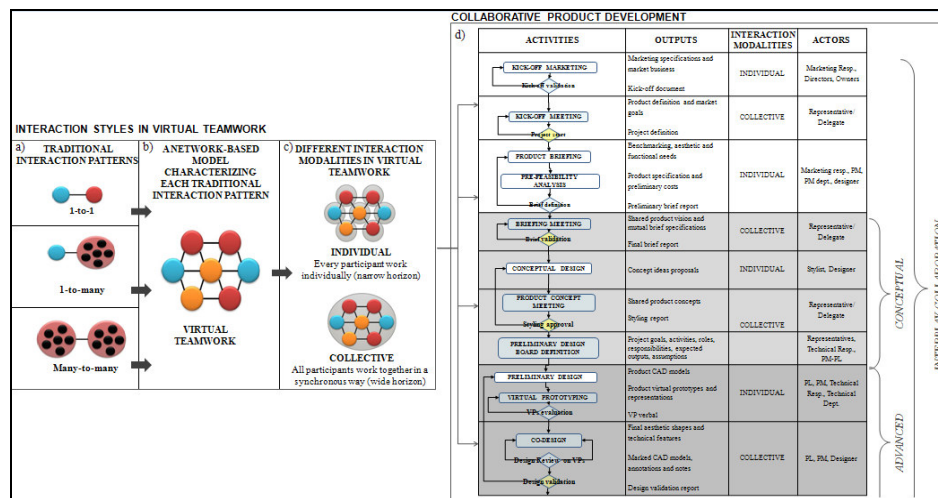 COLLABORATIVE PRODUCT DEVELOPMENT
INTERACTION STYLES IN VIRTUAL TEAMWORK
a)
TRADITIONAL
INTERACTION PATTERNS
1-to-1
1-to-many
Many-to-many
b)
A NETWORK-BASED
MODEL
CHARACTERIZING
EACH TRADITIONAL
INTERACTION PATTERN
VIRTUAL
TEAMWORK
c)
DIFFERENT INTERACTION
MODALITIES IN VIRTUAL
TEAMWORK
INDIVIDUAL
Every participant work
individually (narrow horizon)
COLLECTIVE
All participants work together in a
synchronous way (wide horizon)
d)
ACTIVITIES
OUTPUTS
INTERACTION
MODALITIES
ACTORS
KICK-OFF MARKETING
Kick-off validation
Marketing specifications and
market business
Kick-off document
INDIVIDUAL
Marketing Resp.,
Directors, Owners
KICK-OFF MEETING
Project start
Product definition and market
goals
Project definition
COLLECTIVE
Representative/
Delegate
PRODUCT BRIEFING
PRE-FEASIBILITY
ANALYSIS
Brief definition
Benchmarking, aesthetic and
functional needs
Product specification and
preliminary costs
Preliminary brief report
INDIVIDUAL
Marketing resp., PM,
PM dept., designer
BRIEFING MEETING
Brief validation
Shared product vision and
mutual brief specifications
Final brief report
COLLECTIVE
Representative/
Delegate
CONCEPTUAL DESIGN
Concept ideas proposals
INDIVIDUAL
Stylist, Designer
PRODUCT CONCEPT
MEETING
Styling approval
Shared product concepts
Styling report
COLLECTIVE
Representative/
Delegate
PRELIMINARY DESIGN
BOARD DEFINITION
Project goals, activities, roles,
responsibilities, expected
outputs, assumptions
Representatives,
Technical Resp.,
PM-PL
PRELIMINARY DESIGN
VIRTUAL PROTOTYPING
VPs evaluation
Product CAD models
Product virtual prototypes and
representations
VP verbal
INDIVIDUAL
PL, PM, Technical
Resp., Technical
Dept.
CO-DESIGN
Design Review on VPs
Design validation
Final aesthetic shapes and
technical features
Marked CAD models,
annotations and notes
Design validation report
COLLECTIVE
PL, PM, Designer
CONCEPTUAL
ADVANCED